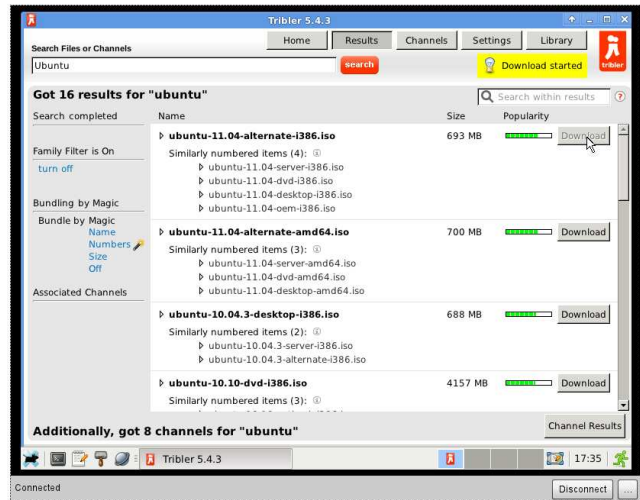 Tribler 5.4.3
Search Files or Channels
Home
Results
Channels
Settings
Library
Ubuntu
search
Download started
tribler
Got 16 results for "ubuntu"
Search within results
?
Search completed
Name
Size
Popularity
ubuntu-11.04-alternate-i386.iso
693 MB
Download
Similarly numbered items (4):
ubuntu-11.04-server-i386.iso
ubuntu-11.04-dvd-i386.iso
ubuntu-11.04-desktop-i386.iso
ubuntu-11.04-oem-i386.iso
Family Filter is On
turn off
Bundling by Magic
Bundle by Magic
Name
Numbers
Size
Off
Associated Channels
ubuntu-11.04-alternate-amd64.iso
700 MB
Download
Similarly numbered items (3):
ubuntu-11.04-server-amd64.iso
ubuntu-11.04-dvd-amd64.iso
ubuntu-11.04-desktop-amd64.iso
ubuntu-10.04.3-desktop-i386.iso
688 MB
Download
Similarly numbered items (2):
ubuntu-10.04.3-server-i386.iso
ubuntu-10.04.3-alternate-i386.iso
ubuntu-10.10-dvd-i386.iso
4157 MB
Download
Similarly numbered items (3):
Additionally, got 8 channels for "ubuntu"
Channel Results
Tribler 5.4.3
17:35
Connected
Disconnect
...